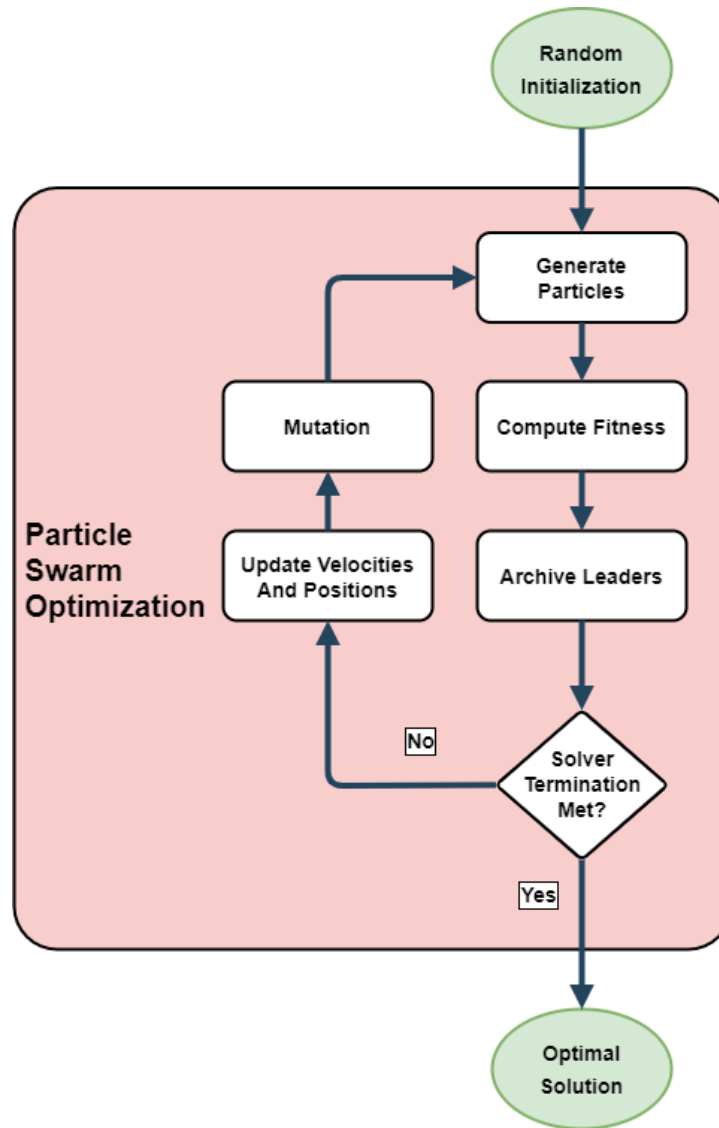 Random
Initialization
Generate
Particles
Mutation
Compute Fitness
Particle
Swarm
Optimization
Update Velocities
And Positions
Archive Leaders
No
Solver
Termination
Met?
Yes
Optimal
Solution